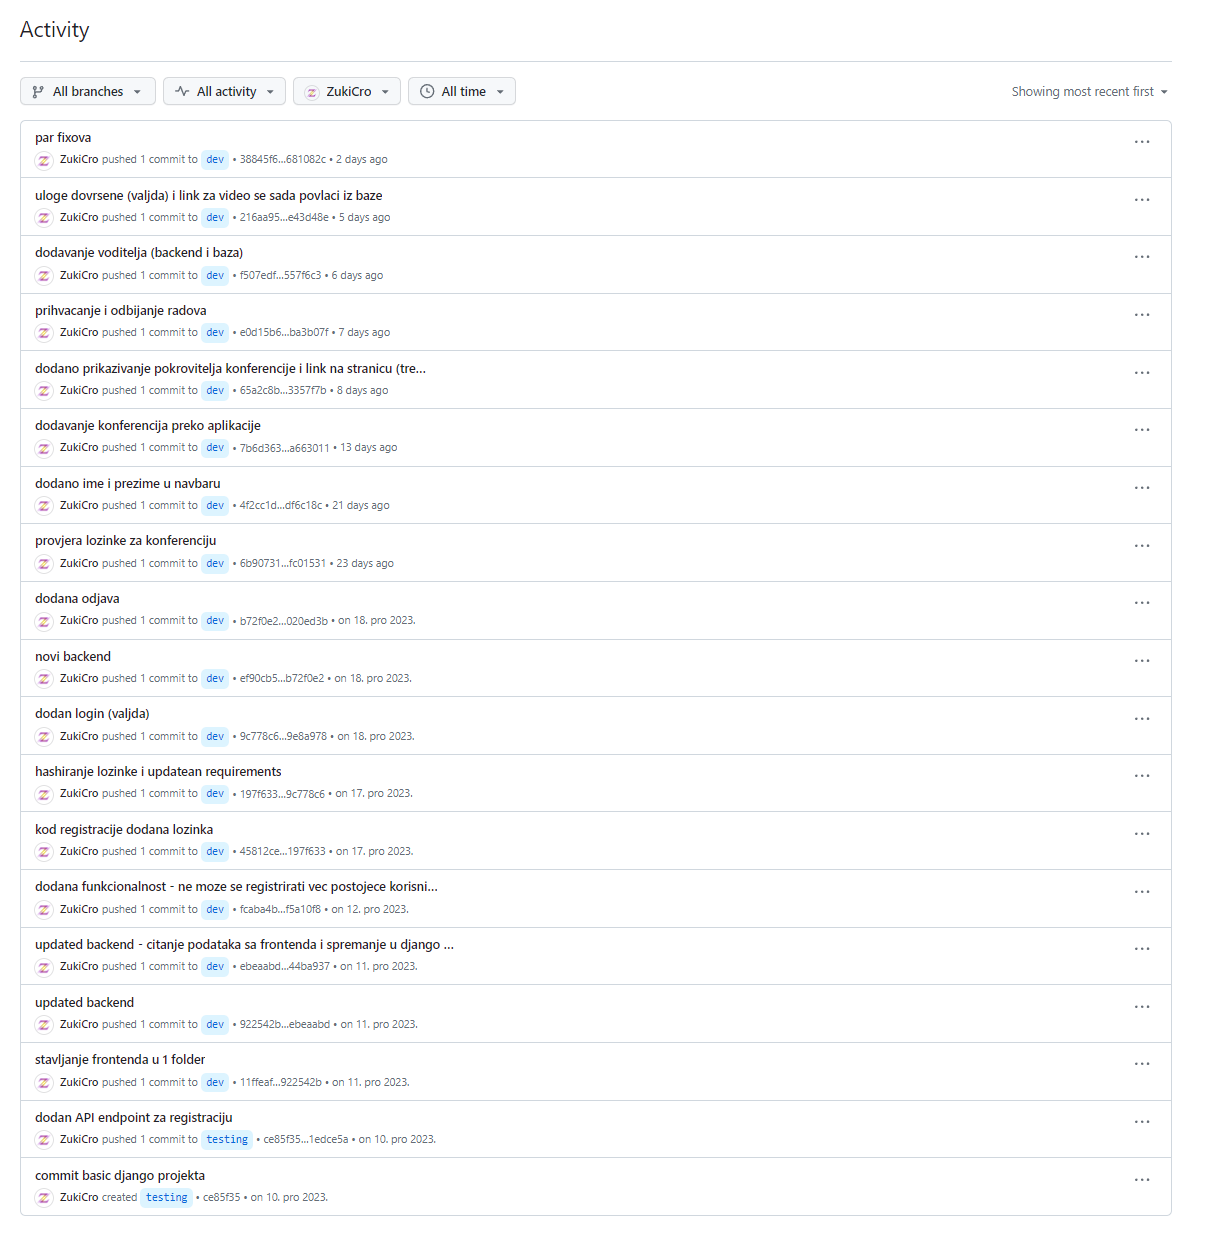 Activity
All branches All activity ZukiCro All time Showing most recent first
par fixova
ZukiCro pushed 1 commit to dev • 38845f6...681082c • 2 days ago
uloge dovrsene (valjda) i link za video se sada povlaci iz baze
ZukiCro pushed 1 commit to dev • 216aa95...e43d48e • 5 days ago
dodavanje voditelja (backend i baza)
ZukiCro pushed 1 commit to dev • f507edf...557f6c3 • 6 days ago
prihvacanje i odbijanje radova
ZukiCro pushed 1 commit to dev • e0d15b6...ba3b07f • 7 days ago
dodano prikazivanje pokrovitelja konferencije i link na stranicu (tre...
ZukiCro pushed 1 commit to dev • 65a2c8b...3357f7b • 8 days ago
dodavanje konferencija preko aplikacije
ZukiCro pushed 1 commit to dev • 7b6d363...a663011 • 13 days ago
dodano ime i prezime u navbaru
ZukiCro pushed 1 commit to dev • 4f2cc1d...df6c18c • 21 days ago
provjera lozinke za konferenciju
ZukiCro pushed 1 commit to dev • 6b90731...fc01531 • 23 days ago
dodana odjava
ZukiCro pushed 1 commit to dev • b72f0e2...020ed3b • on 18. pro 2023.
novi backend
ZukiCro pushed 1 commit to dev • ef90cb5...b72f0e2 • on 18. pro 2023.
dodan login (valjda)
ZukiCro pushed 1 commit to dev • 9c778c6...9e8a978 • on 18. pro 2023.
hashiranje lozinke i updatean requirements
ZukiCro pushed 1 commit to dev • 197f633...9c778c6 • on 17. pro 2023.
kod registracije dodana lozinka
ZukiCro pushed 1 commit to dev • 45812ce...197f633 • on 17. pro 2023.
dodana funkcionalnost - ne moze se registrirati vec postojece korisni...
ZukiCro pushed 1 commit to dev • fcaba4b...f5a10f8 • on 12. pro 2023.
updated backend - citanje podataka sa frontenda i spremanje u django ...
ZukiCro pushed 1 commit to dev • ebeaabd...44ba937 • on 11. pro 2023.
updated backend
ZukiCro pushed 1 commit to dev • 922542b...ebeaabd • on 11. pro 2023.
stavljanje frontenda u 1 folder
ZukiCro pushed 1 commit to dev • 11ffeaf...922542b • on 11. pro 2023.
dodan API endpoint za registraciju
ZukiCro pushed 1 commit to testing • ce85f35...1edce5a • on 10. pro 2023.
commit basic django projekta
ZukiCro created testing • ce85f35 • on 10. pro 2023.